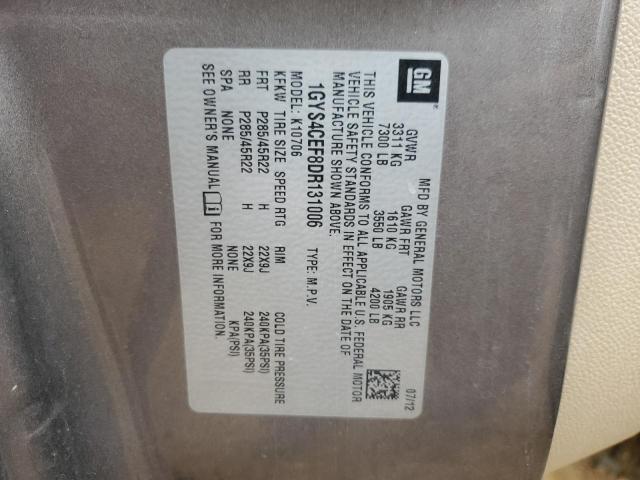 GM ®
MFD BY GENERAL MOTORS LLC 07/12
GVWR GAWR FRT GAWR RR
3311 KG 1610 KG 1905 KG
7300 LB 3550 LB 4200 LB
THIS VEHICLE CONFORMS TO ALL APPLICABLE U.S. FEDERAL MOTOR
VEHICLE SAFETY STANDARDS IN EFFECT ON THE DATE OF
MANUFACTURE SHOWN ABOVE.
1GYS4CEF8DR131006 TYPE: M.P.V.
MODEL: K10706
KFKW TIRE SIZE SPEED RTG RIM COLD TIRE PRESSURE
FRT P285/45R22 H 22X9J 240KPA(35PSI)
RR P285/45R22 H 22X9J 240KPA(35PSI)
SPA NONE NONE KPA(PSI)
SEE OWNER'S MANUAL i FOR MORE INFORMATION.